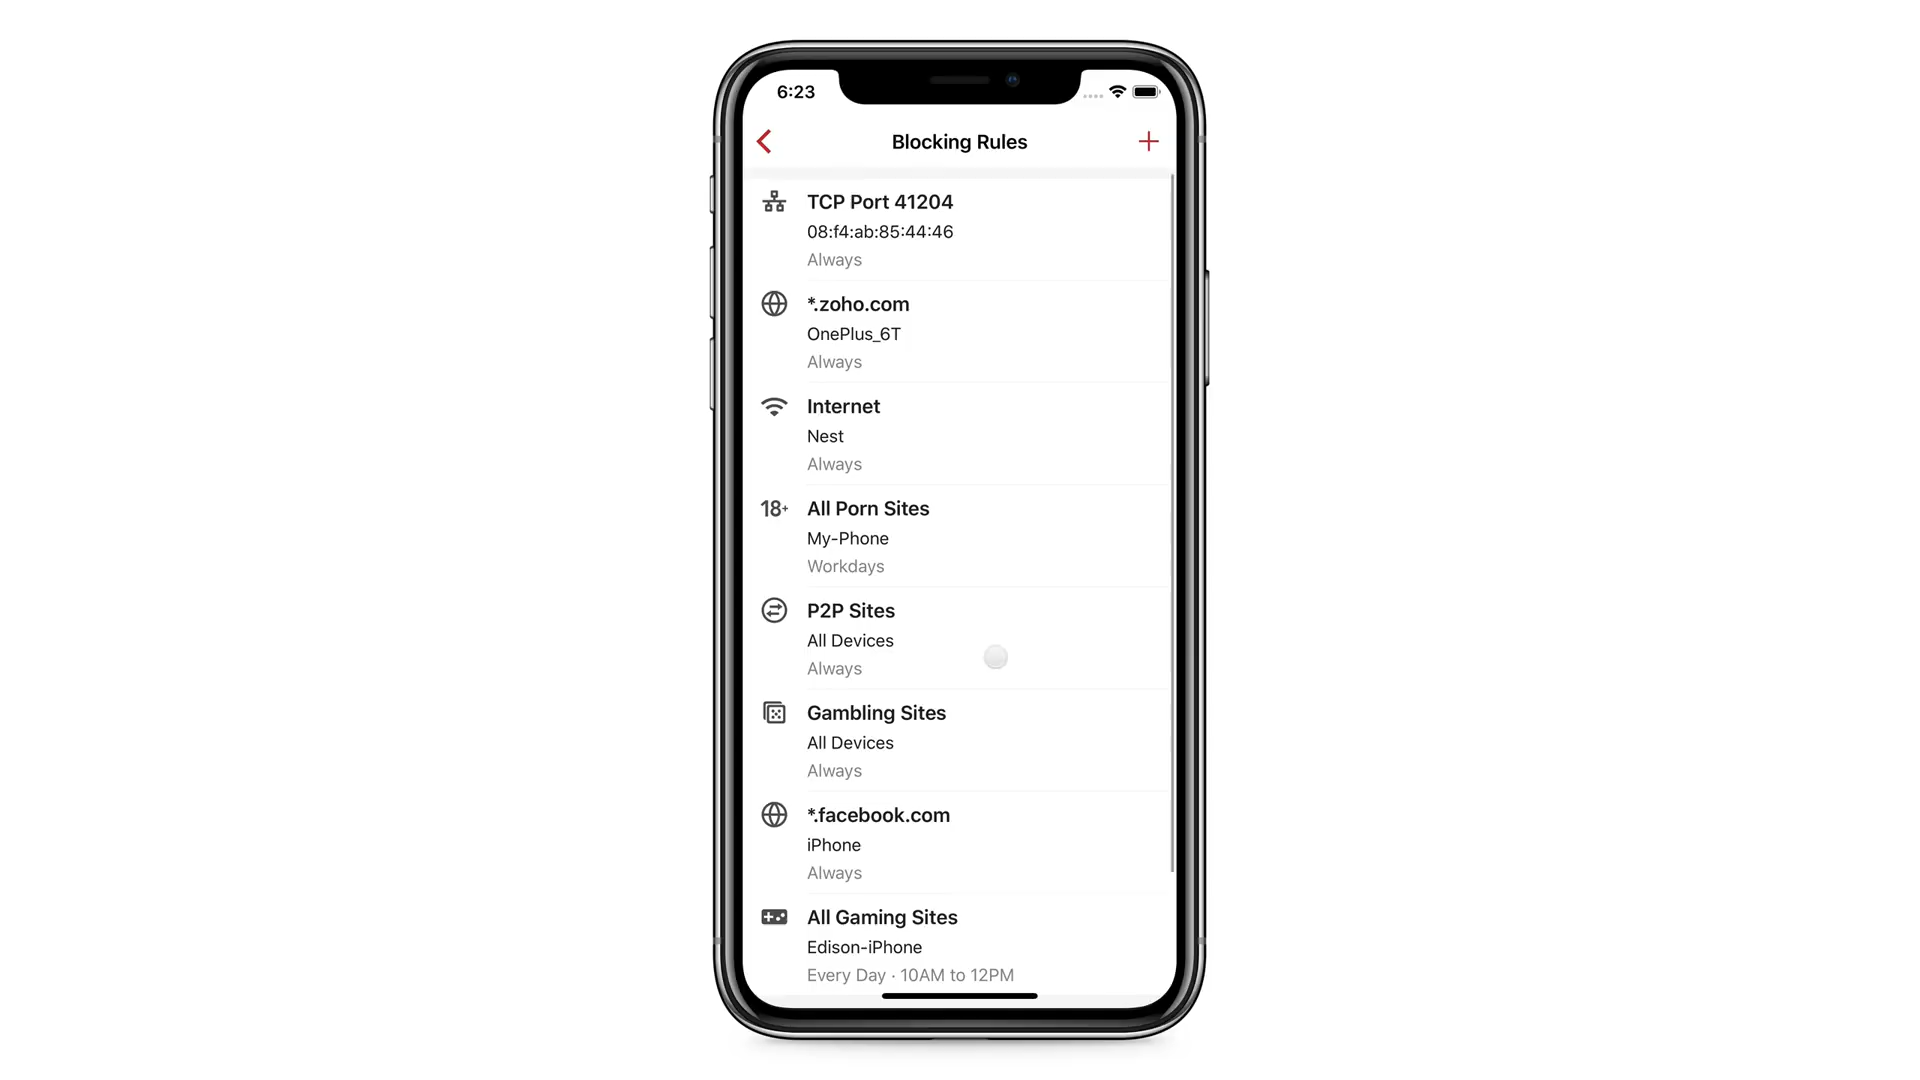 6:23
Blocking Rules
TCP Port 41204
08:f4:ab:85:44:46
Always
*.zoho.com
OnePlus_6T
Always
Internet
Nest
Always
18+ All Porn Sites
My-Phone
Workdays
P2P Sites
All Devices
Always
Gambling Sites
All Devices
Always
*.facebook.com
iPhone
Always
All Gaming Sites
Edison-iPhone
Every Day · 10AM to 12PM